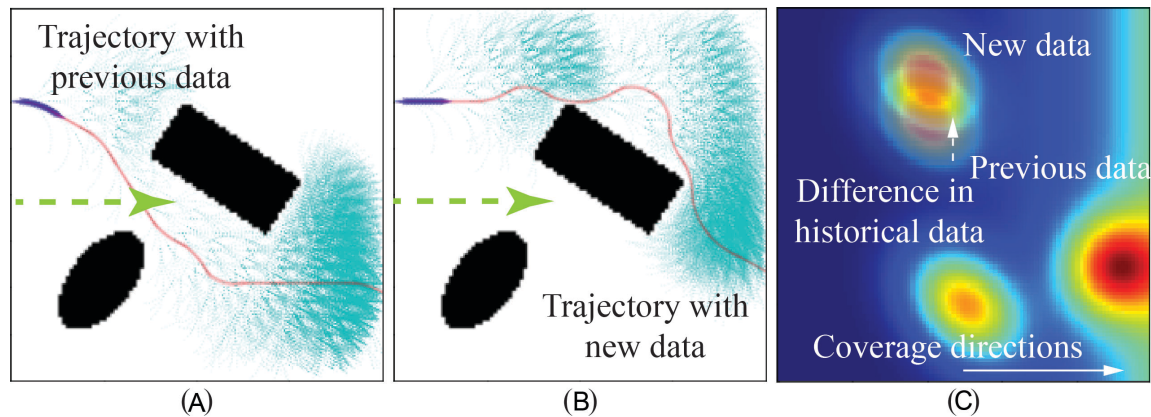 Trajectory with
previous data
(A)
Trajectory with
new data
(B)
New data
Previous data
Difference in
historical data
Coverage directions
(C)